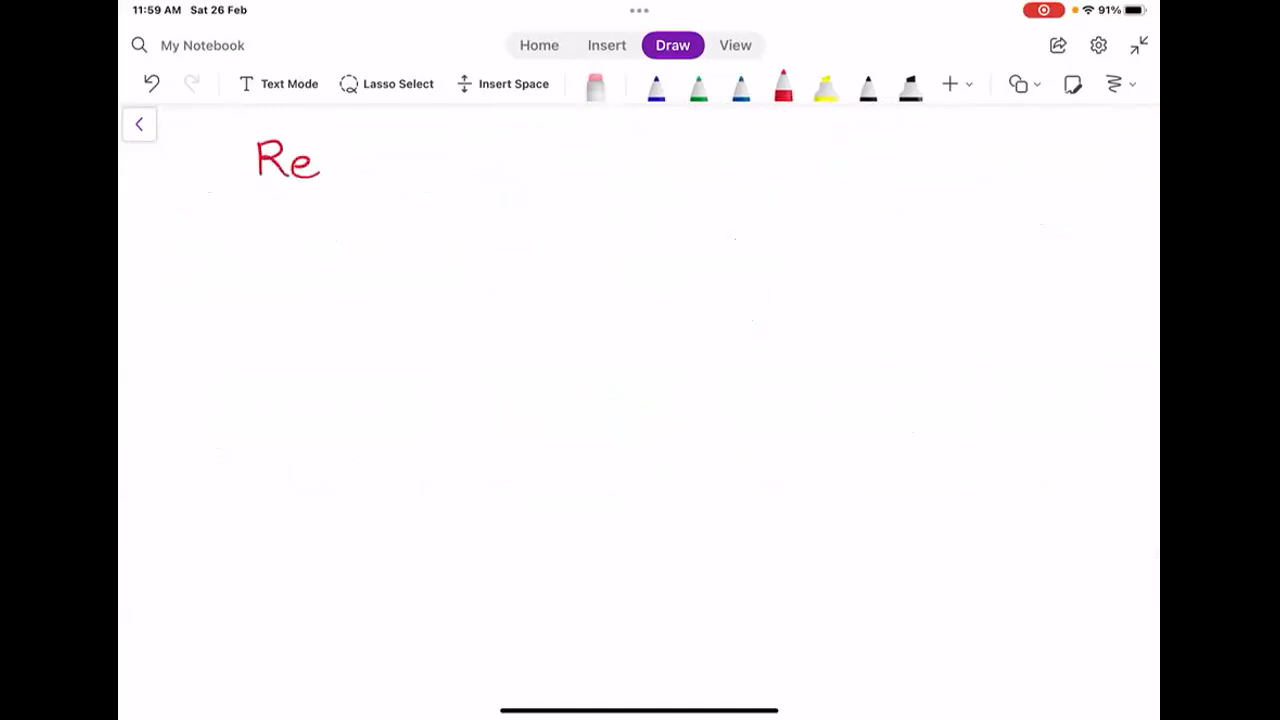 11:59 AM Sat 26 Feb 91%
My Notebook Home Insert Draw View
Text Mode Lasso Select Insert Space
Re